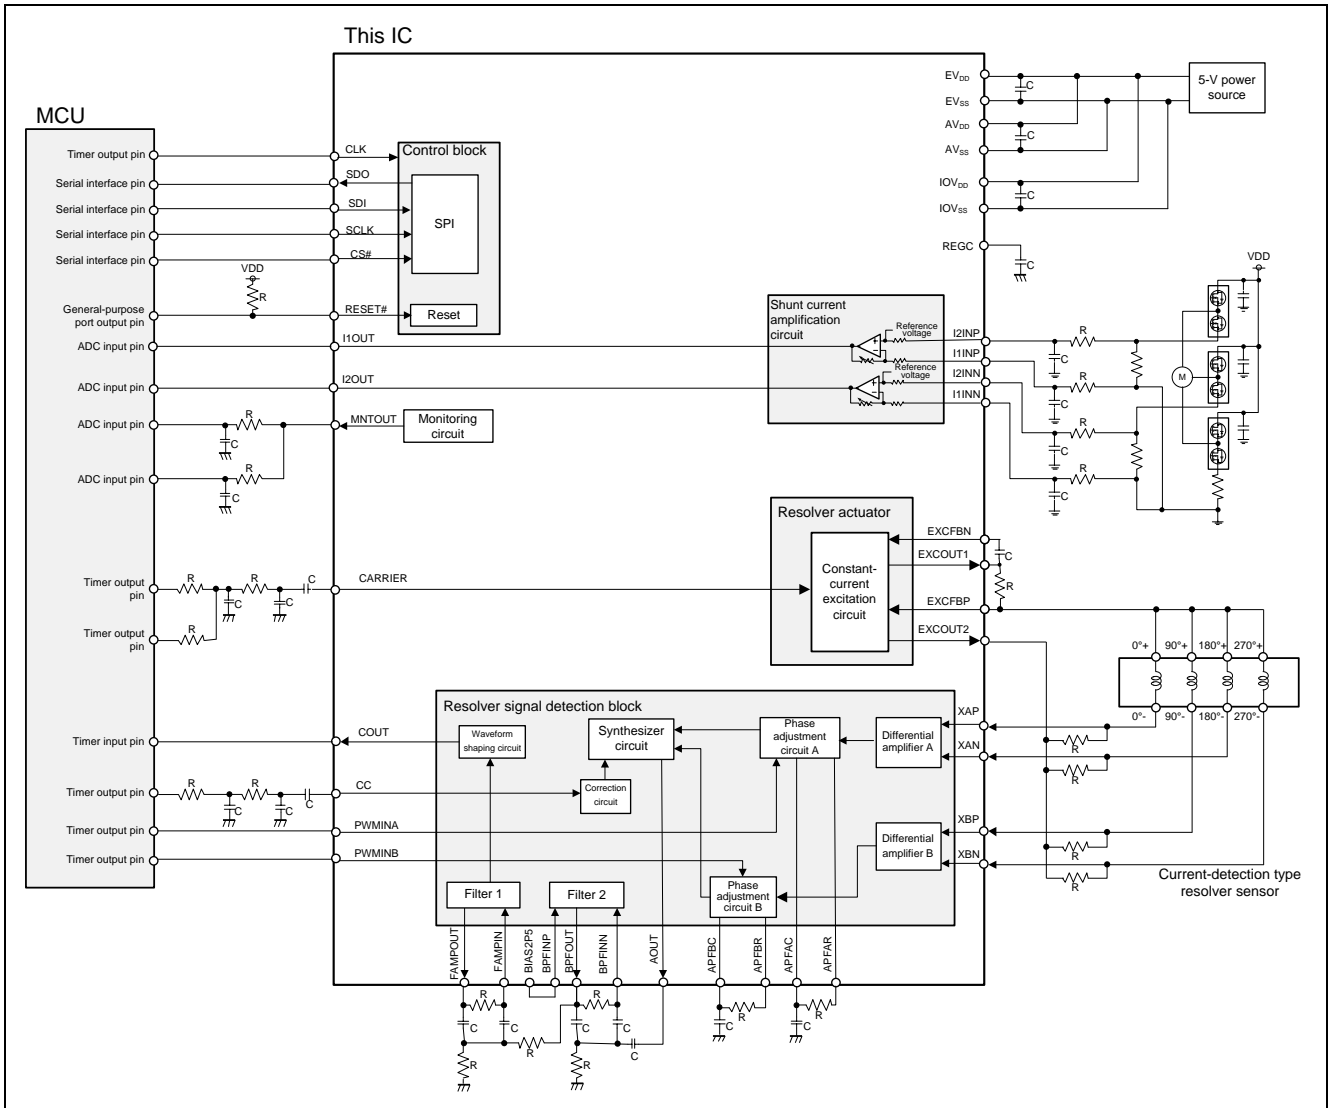 This IC
MCU
Timer output pin
Serial interface pin
Serial interface pin
Serial interface pin
Serial interface pin
General-purpose
port output pin
ADC input pin
ADC input pin
ADC input pin
ADC input pin
Timer output
pin
Timer output
pin
Timer input pin
Timer output pin
Timer output pin
Timer output pin
VDD
R
R
C
R
C
R
R
C
C
C
R
R
R
C
C
C
CLK
SDO
SDI
SCLK
CS#
RESET#
I1OUT
I2OUT
MNTOUT
CARRIER
COUT
CC
PWMINA
PWMINB
Control block
SPI
Reset
Monitoring
circuit
Shunt current
amplification
circuit
Reference
voltage
Reference
voltage
Resolver actuator
Constant-
current
excitation
circuit
Resolver signal detection block
Waveform
shaping circuit
Synthesizer
circuit
Correction
circuit
Phase
adjustment
circuit A
Differential
amplifier A
Differential
amplifier B
Phase
adjustment
circuit B
Filter 1
Filter 2
EVDD
EVSS
AVDD
AVSS
IOVDD
IOVSS
REGC
I2INP
I1INP
I2INN
I1INN
EXCFBN
EXCOUT1
EXCFBP
EXCOUT2
XAP
XAN
XBP
XBN
C
C
C
C
5-V power
source
VDD
R
C
R
C
R
C
R
C
M
C
R
0°+ 90°+ 180°+ 270°+
0°- 90°- 180°- 270°-
R
R
R
R
Current-detection type
resolver sensor
FAMPOUT
FAMPIN
BIAS2P5
BPFINP
BPFOUT
BPFINN
AOUT
APFBC
APFBR
APFAC
APFAR
R
C
C
R
R
R
C
C
R
C
R
C
R
C